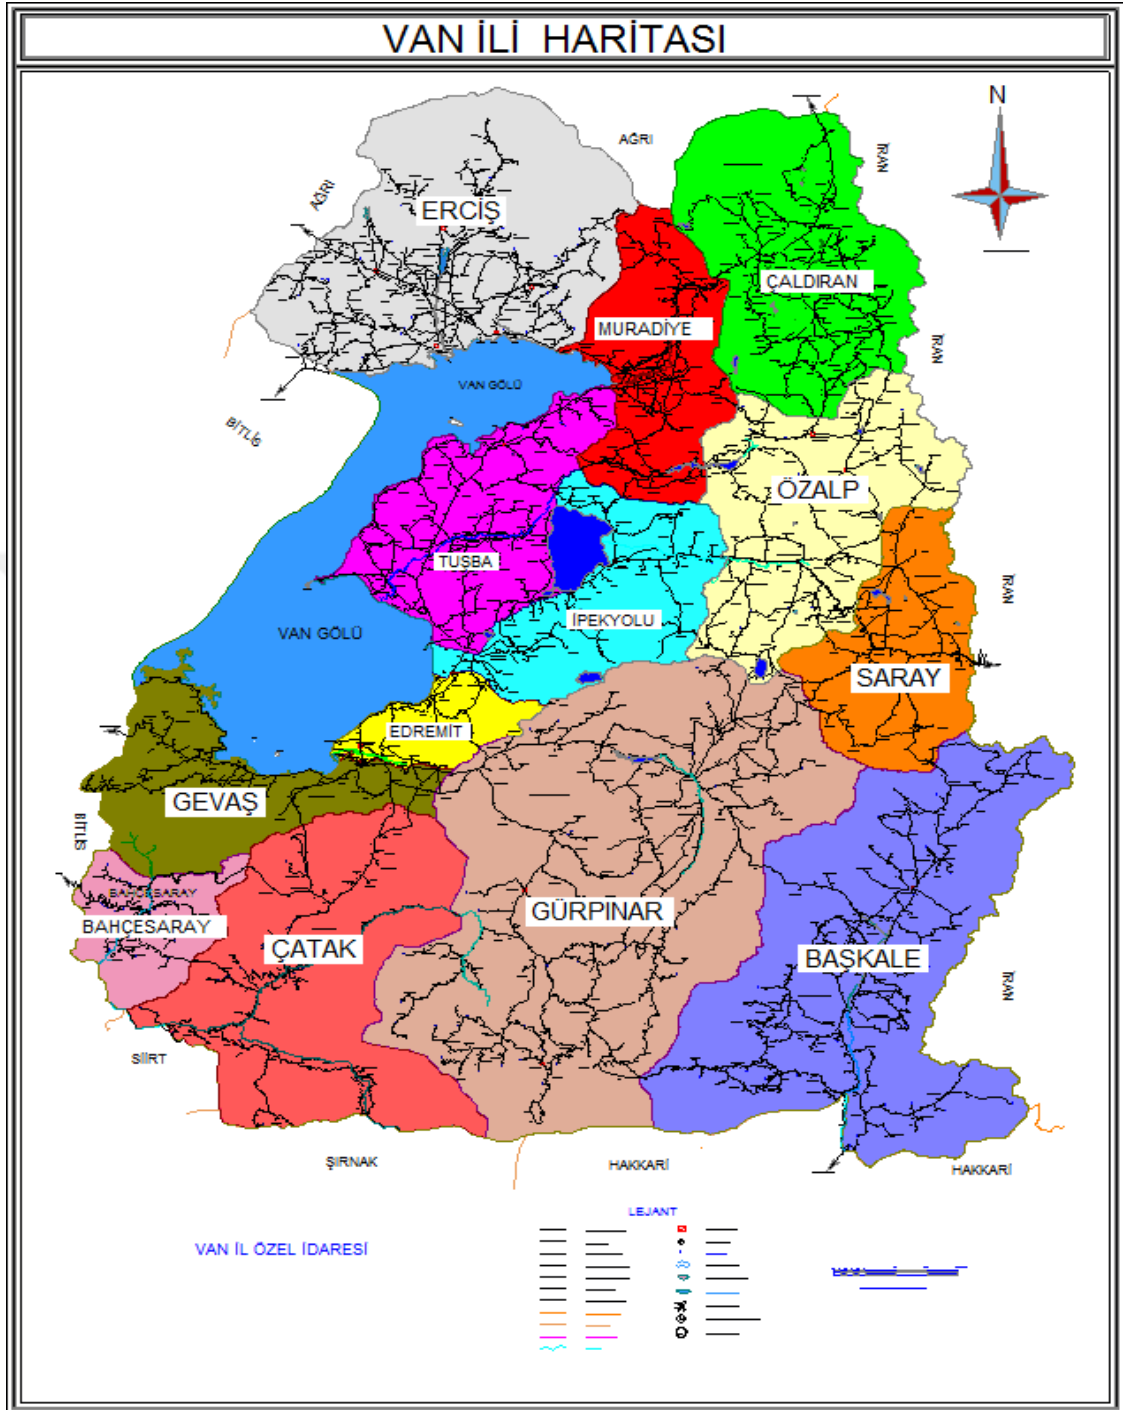 VAN İLİ HARİTASI
N
AĞRI
İRAN
AĞRI
ERCİŞ
ÇALDIRAN
MURADİYE
İRAN
VAN GÖLÜ
BİTLİS
ÖZALP
TUŞBA
İRAN
İPEKYOLU
VAN GÖLÜ
SARAY
EDREMİT
GEVAŞ
BİTLİS
BAHÇESARAY
BAHÇESARAY
GÜRPINAR
ÇATAK
BAŞKALE
İRAN
SİİRT
ŞIRNAK
HAKKARİ
HAKKARİ
LEJANT
VAN İL ÖZEL İDARESİ